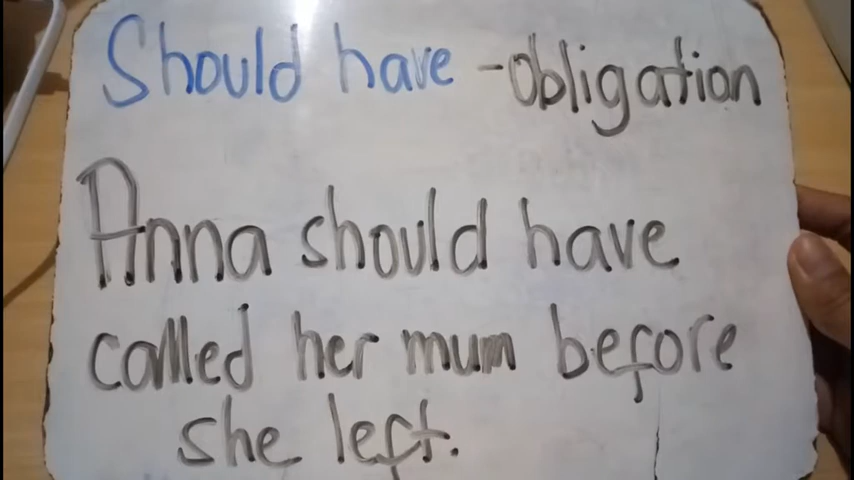 Should have - Obligation
Anna should have
called her mum before
she left.